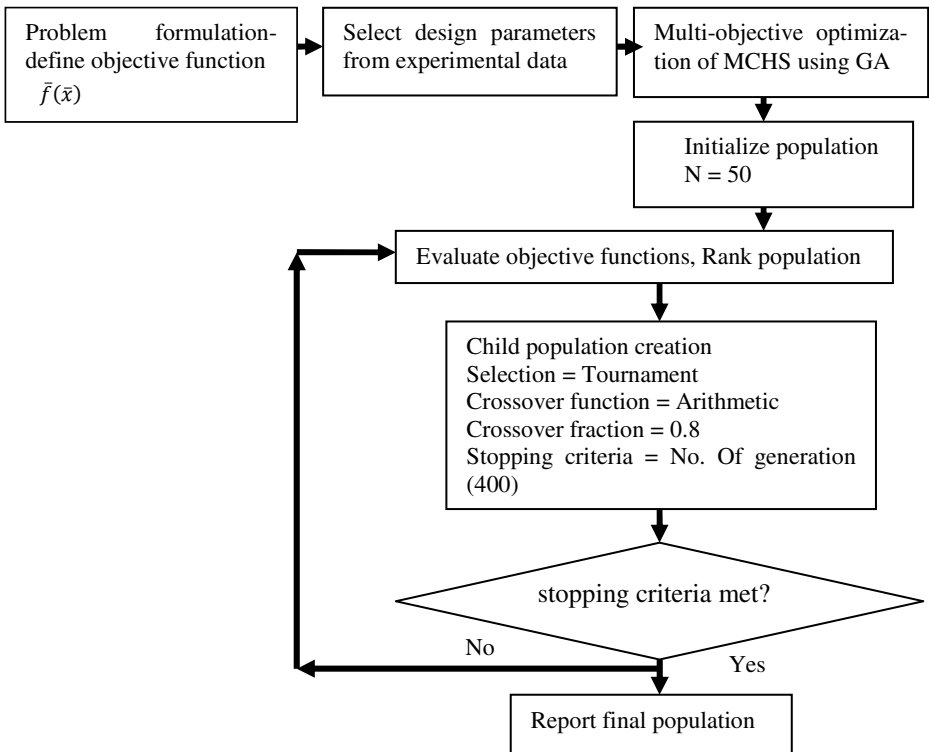 Problem formulation-
define objective function
f̄(x̄)
Select design parameters
from experimental data
Multi-objective optimiza-
tion of MCHS using GA
Initialize population
N = 50
Evaluate objective functions, Rank population
Child population creation
Selection = Tournament
Crossover function = Arithmetic
Crossover fraction = 0.8
Stopping criteria = No. Of generation
(400)
stopping criteria met?
No
Yes
Report final population